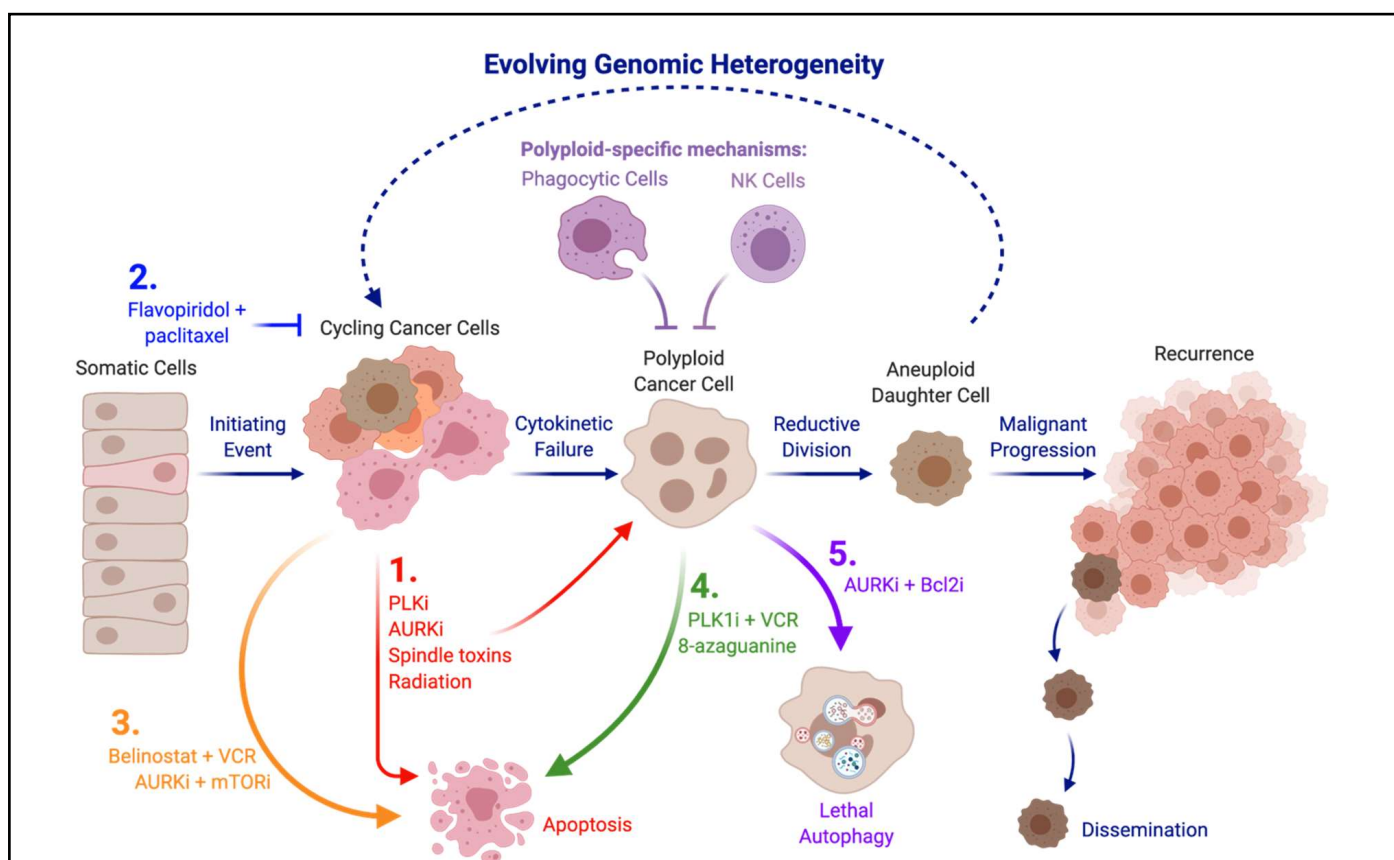 Evolving Genomic Heterogeneity
Polyploid-specific mechanisms:
Phagocytic Cells
NK Cells
2.
Flavopiridol +
paclitaxel
Cycling Cancer Cells
Somatic Cells
Polyploid
Cancer Cell
Aneuploid
Daughter Cell
Recurrence
Initiating
Event
Cytokinetic
Failure
Reductive
Division
Malignant
Progression
1.
PLKi
AURKi
Spindle toxins
Radiation
4.
PLK1i + VCR
8-azaguanine
5.
AURKi + Bcl2i
3.
Belinostat + VCR
AURKi + mTORi
Apoptosis
Lethal
Autophagy
Dissemination